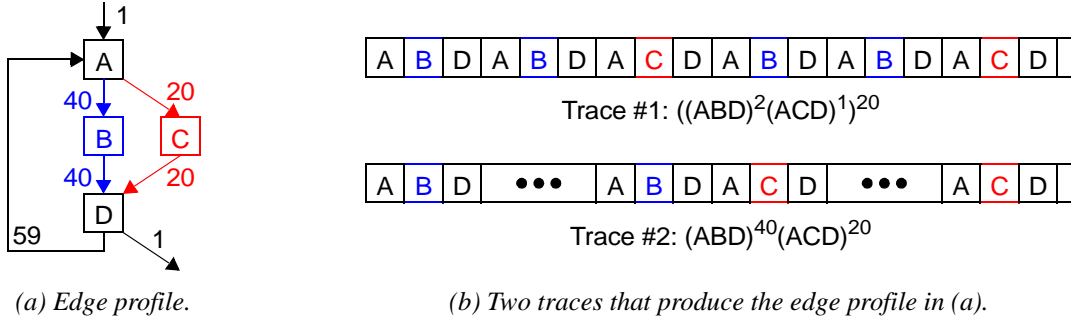 1
A
40
20
B
C
40
20
D
59
1
(a) Edge profile.
A B D A B D A C D A B D A B D A C D
Trace #1: ((ABD)²(ACD)¹)²⁰
A B D ••• A B D A C D ••• A C D
Trace #2: (ABD)⁴⁰(ACD)²⁰
(b) Two traces that produce the edge profile in (a).